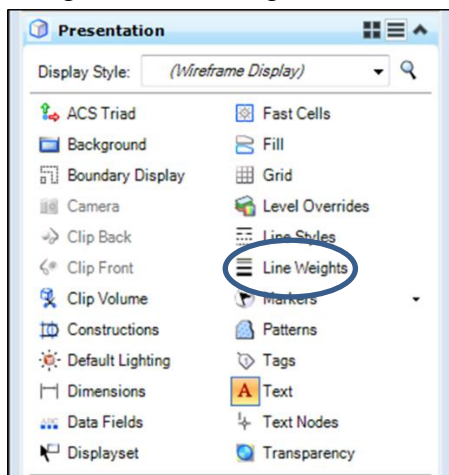 Presentation
Display Style: (Wireframe Display)
ACS Triad
Background
Boundary Display
Camera
Clip Back
Clip Front
Clip Volume
Constructions
Default Lighting
Dimensions
Data Fields
Displayset
Fast Cells
Fill
Grid
Level Overrides
Line Styles
Line Weights
Markers
Patterns
Tags
A Text
Text Nodes
Transparency